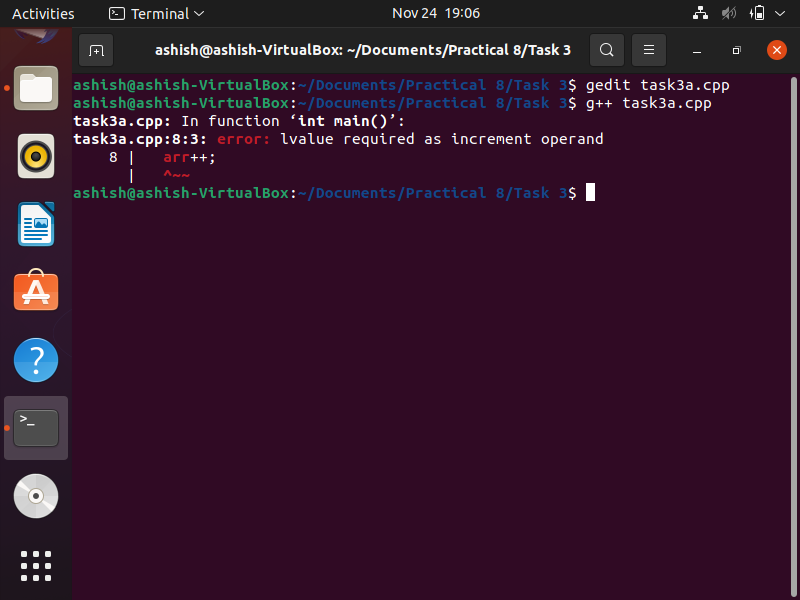 Activities
Terminal
Nov 24 19:06
ashish@ashish-VirtualBox: ~/Documents/Practical 8/Task 3
ashish@ashish-VirtualBox:~/Documents/Practical 8/Task 3$ gedit task3a.cpp
ashish@ashish-VirtualBox:~/Documents/Practical 8/Task 3$ g++ task3a.cpp
task3a.cpp: In function ‘int main()’:
task3a.cpp:8:3: error: lvalue required as increment operand
    8 |   arr++;
      |   ^~~
ashish@ashish-VirtualBox:~/Documents/Practical 8/Task 3$